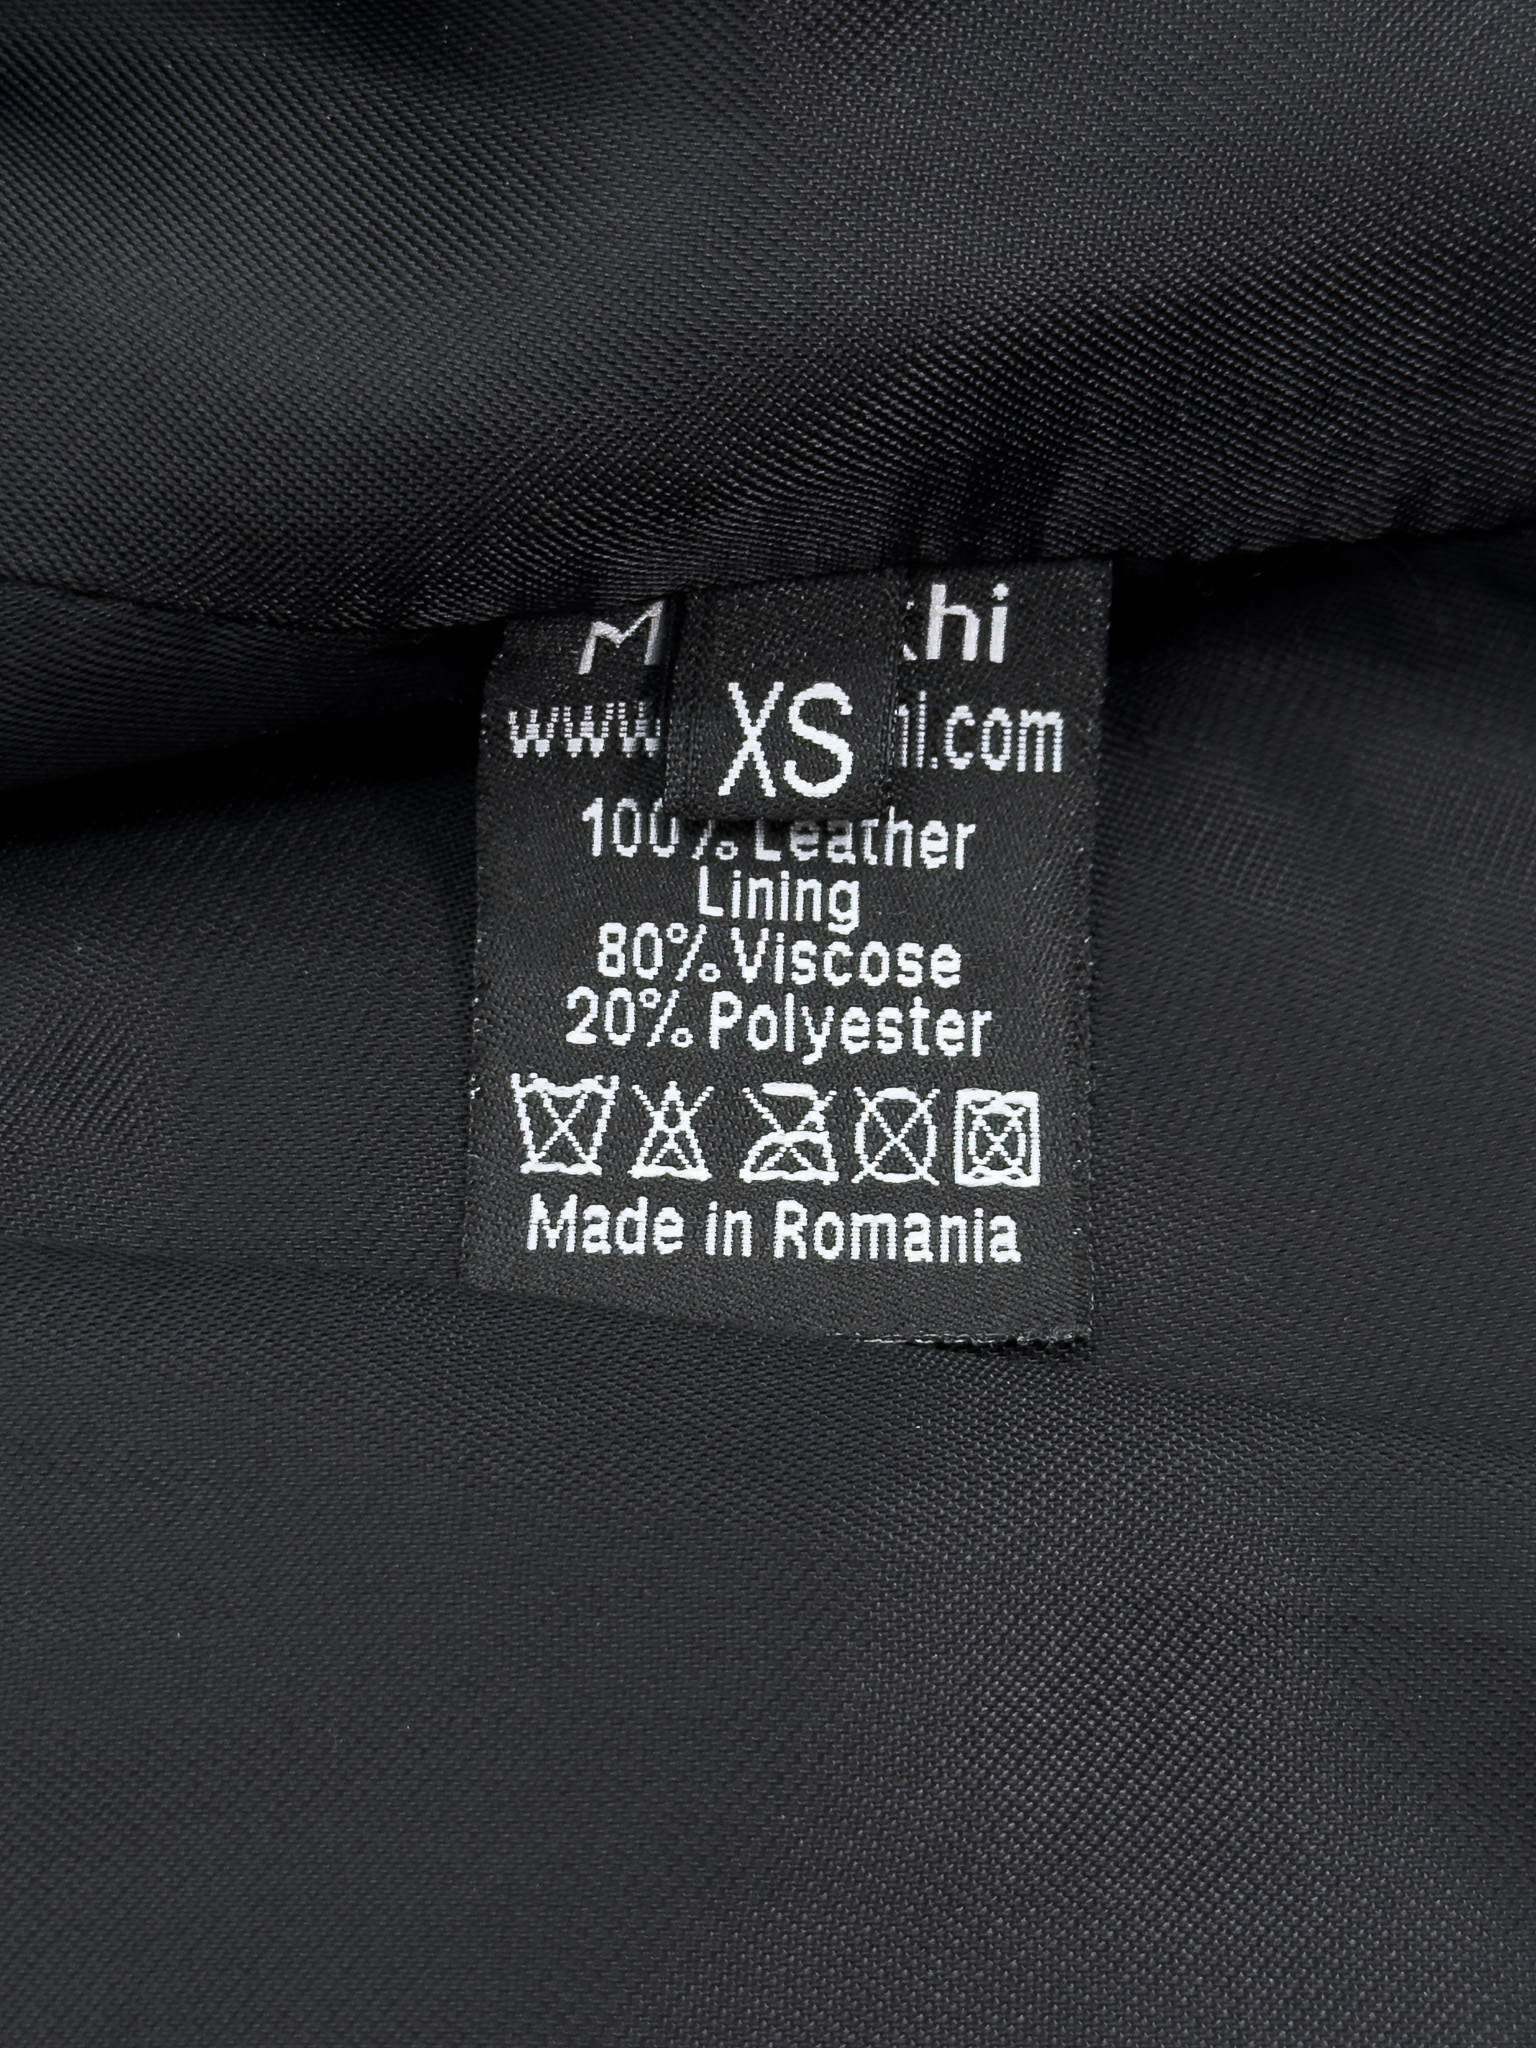 XS
100% Leather
Lining
80% Viscose
20% Polyester
Made in Romania